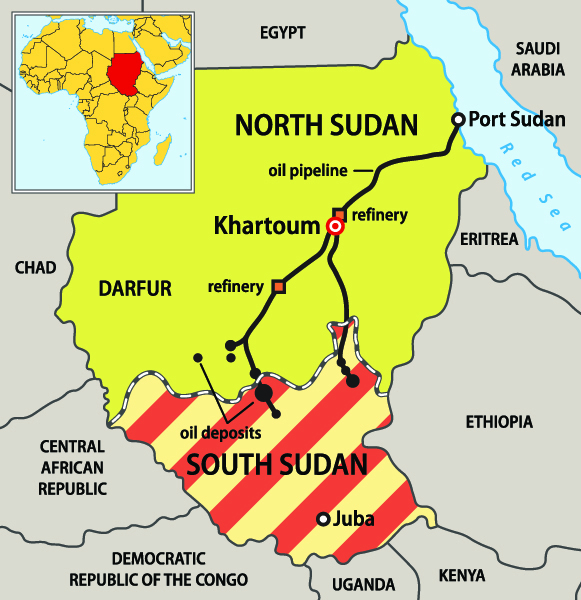 EGYPT
SAUDI
ARABIA
NORTH SUDAN
Port Sudan
Red Sea
oil pipeline
Khartoum
refinery
ERITREA
CHAD
DARFUR
refinery
oil deposits
ETHIOPIA
CENTRAL
AFRICAN
REPUBLIC
SOUTH SUDAN
Juba
DEMOCRATIC
REPUBLIC OF THE CONGO
UGANDA
KENYA